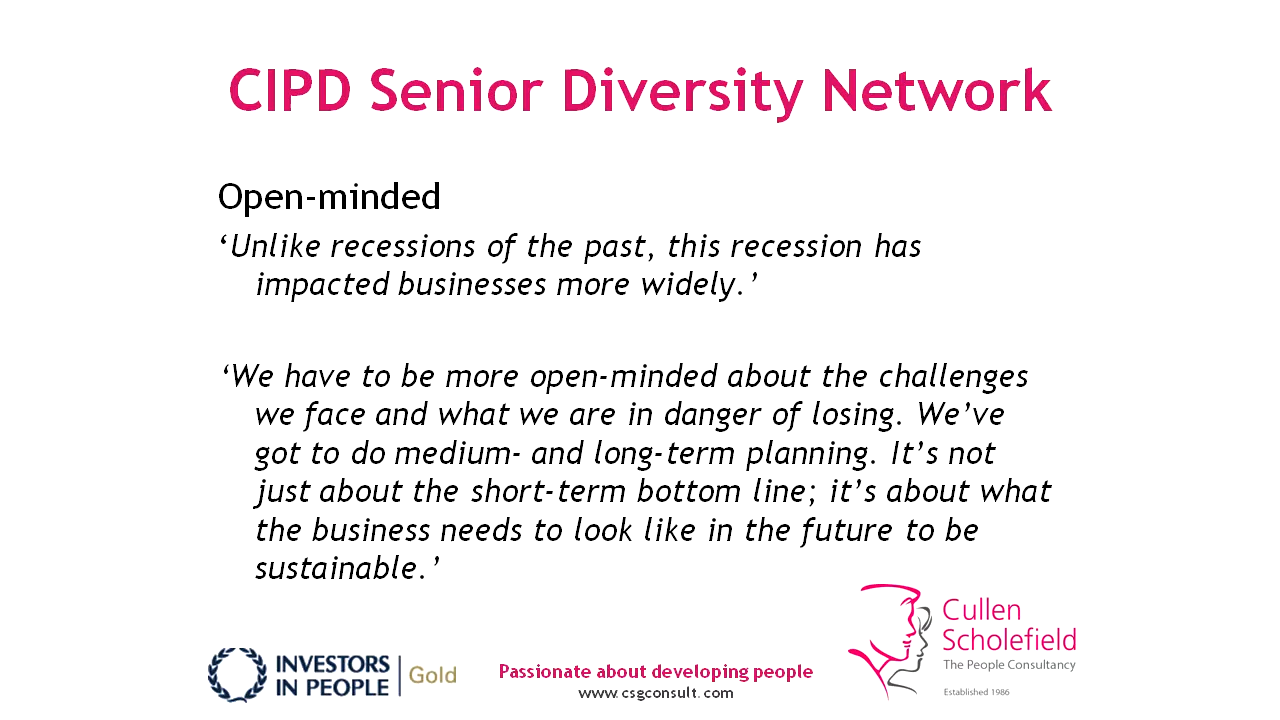 CIPD Senior Diversity Network
Open-minded
‘Unlike recessions of the past, this recession has
impacted businesses more widely.’
‘We have to be more open-minded about the challenges
we face and what we are in danger of losing. We’ve
got to do medium- and long-term planning. It’s not
just about the short-term bottom line; it’s about what
the business needs to look like in the future to be
sustainable.’
INVESTORS
IN PEOPLE
Gold
Passionate about developing people
www.csgconsult.com
Cullen
Scholefield
The People Consultancy
Established 1986